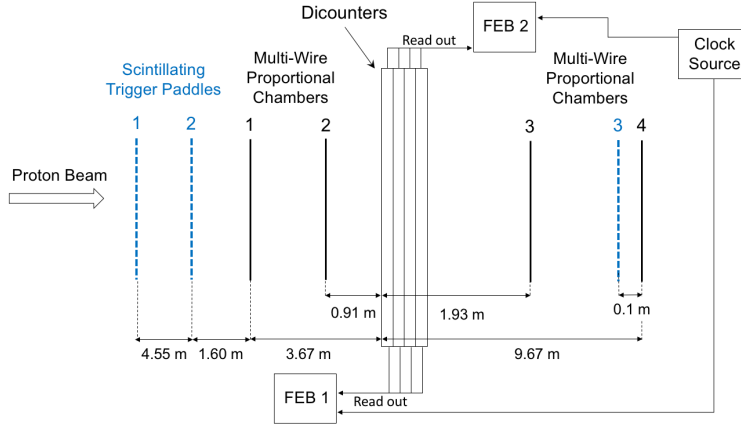 Dicounters
FEB 2
Read out
Clock
Source
Scintillating
Trigger Paddles
Multi-Wire
Proportional
Chambers
Multi-Wire
Proportional
Chambers
1
2
1
2
3
3
4
Proton Beam
0.91 m
1.93 m
0.1 m
4.55 m
1.60 m
3.67 m
9.67 m
FEB 1
Read out